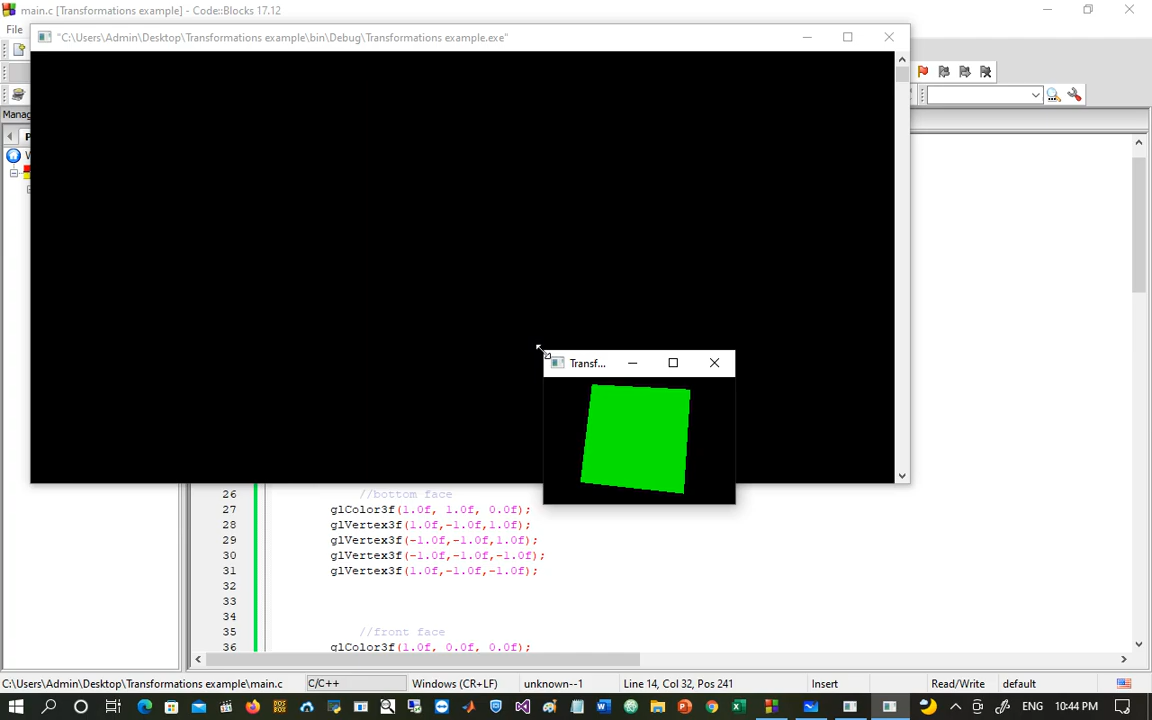 main.c [Transformations example] - Code::Blocks 17.12
File
"C:\Users\Admin\Desktop\Transformations example\bin\Debug\Transformations example.exe"
Manag
Transf...
26 //bottom face
27 glColor3f(1.0f, 1.0f, 0.0f);
28 glVertex3f(1.0f,-1.0f,1.0f);
29 glVertex3f(-1.0f,-1.0f,1.0f);
30 glVertex3f(-1.0f,-1.0f,-1.0f);
31 glVertex3f(1.0f,-1.0f,-1.0f);
32
33
34
35 //front face
36 glColor3f(1.0f, 0.0f, 0.0f);
C:\Users\Admin\Desktop\Transformations example\main.c C/C++ Windows (CR+LF) unknown--1 Line 14, Col 32, Pos 241 Insert Read/Write default
ENG 10:44 PM